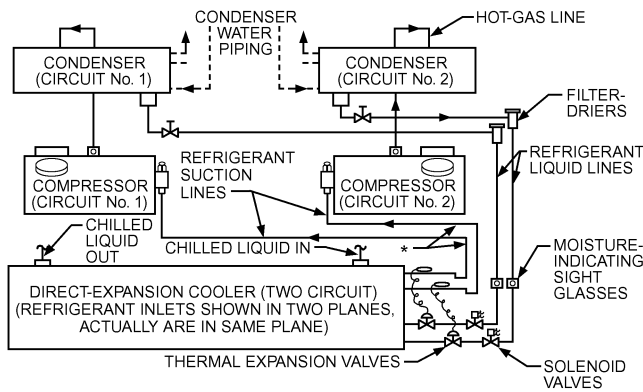 CONDENSER
WATER
PIPING
HOT-GAS LINE
CONDENSER
(CIRCUIT No. 1)
CONDENSER
(CIRCUIT No. 2)
FILTER-
DRIERS
REFRIGERANT
SUCTION
LINES
REFRIGERANT
LIQUID LINES
COMPRESSOR
(CIRCUIT No. 1)
COMPRESSOR
(CIRCUIT No. 2)
CHILLED
LIQUID
OUT
CHILLED LIQUID IN
*
MOISTURE-
INDICATING
SIGHT
GLASSES
DIRECT-EXPANSION COOLER (TWO CIRCUIT)
(REFRIGERANT INLETS SHOWN IN TWO PLANES,
ACTUALLY ARE IN SAME PLANE)
THERMAL EXPANSION VALVES
SOLENOID
VALVES